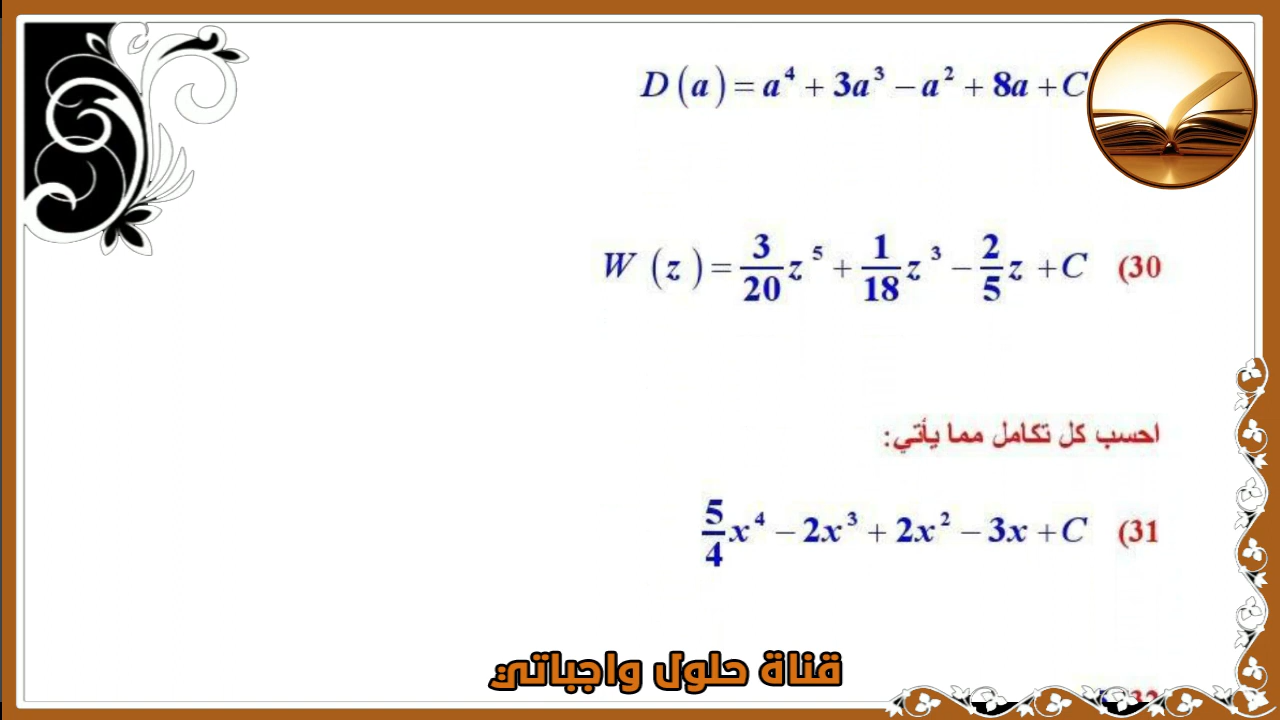 D(a) = a⁴ + 3a³ − a² + 8a + C
(30 W(z) = 3/20 z⁵ + 1/18 z³ − 2/5 z + C
احسب كل تكامل مما يأتي:
(31 5/4 x⁴ − 2x³ + 2x² − 3x + C
قناة حلول واجباتي